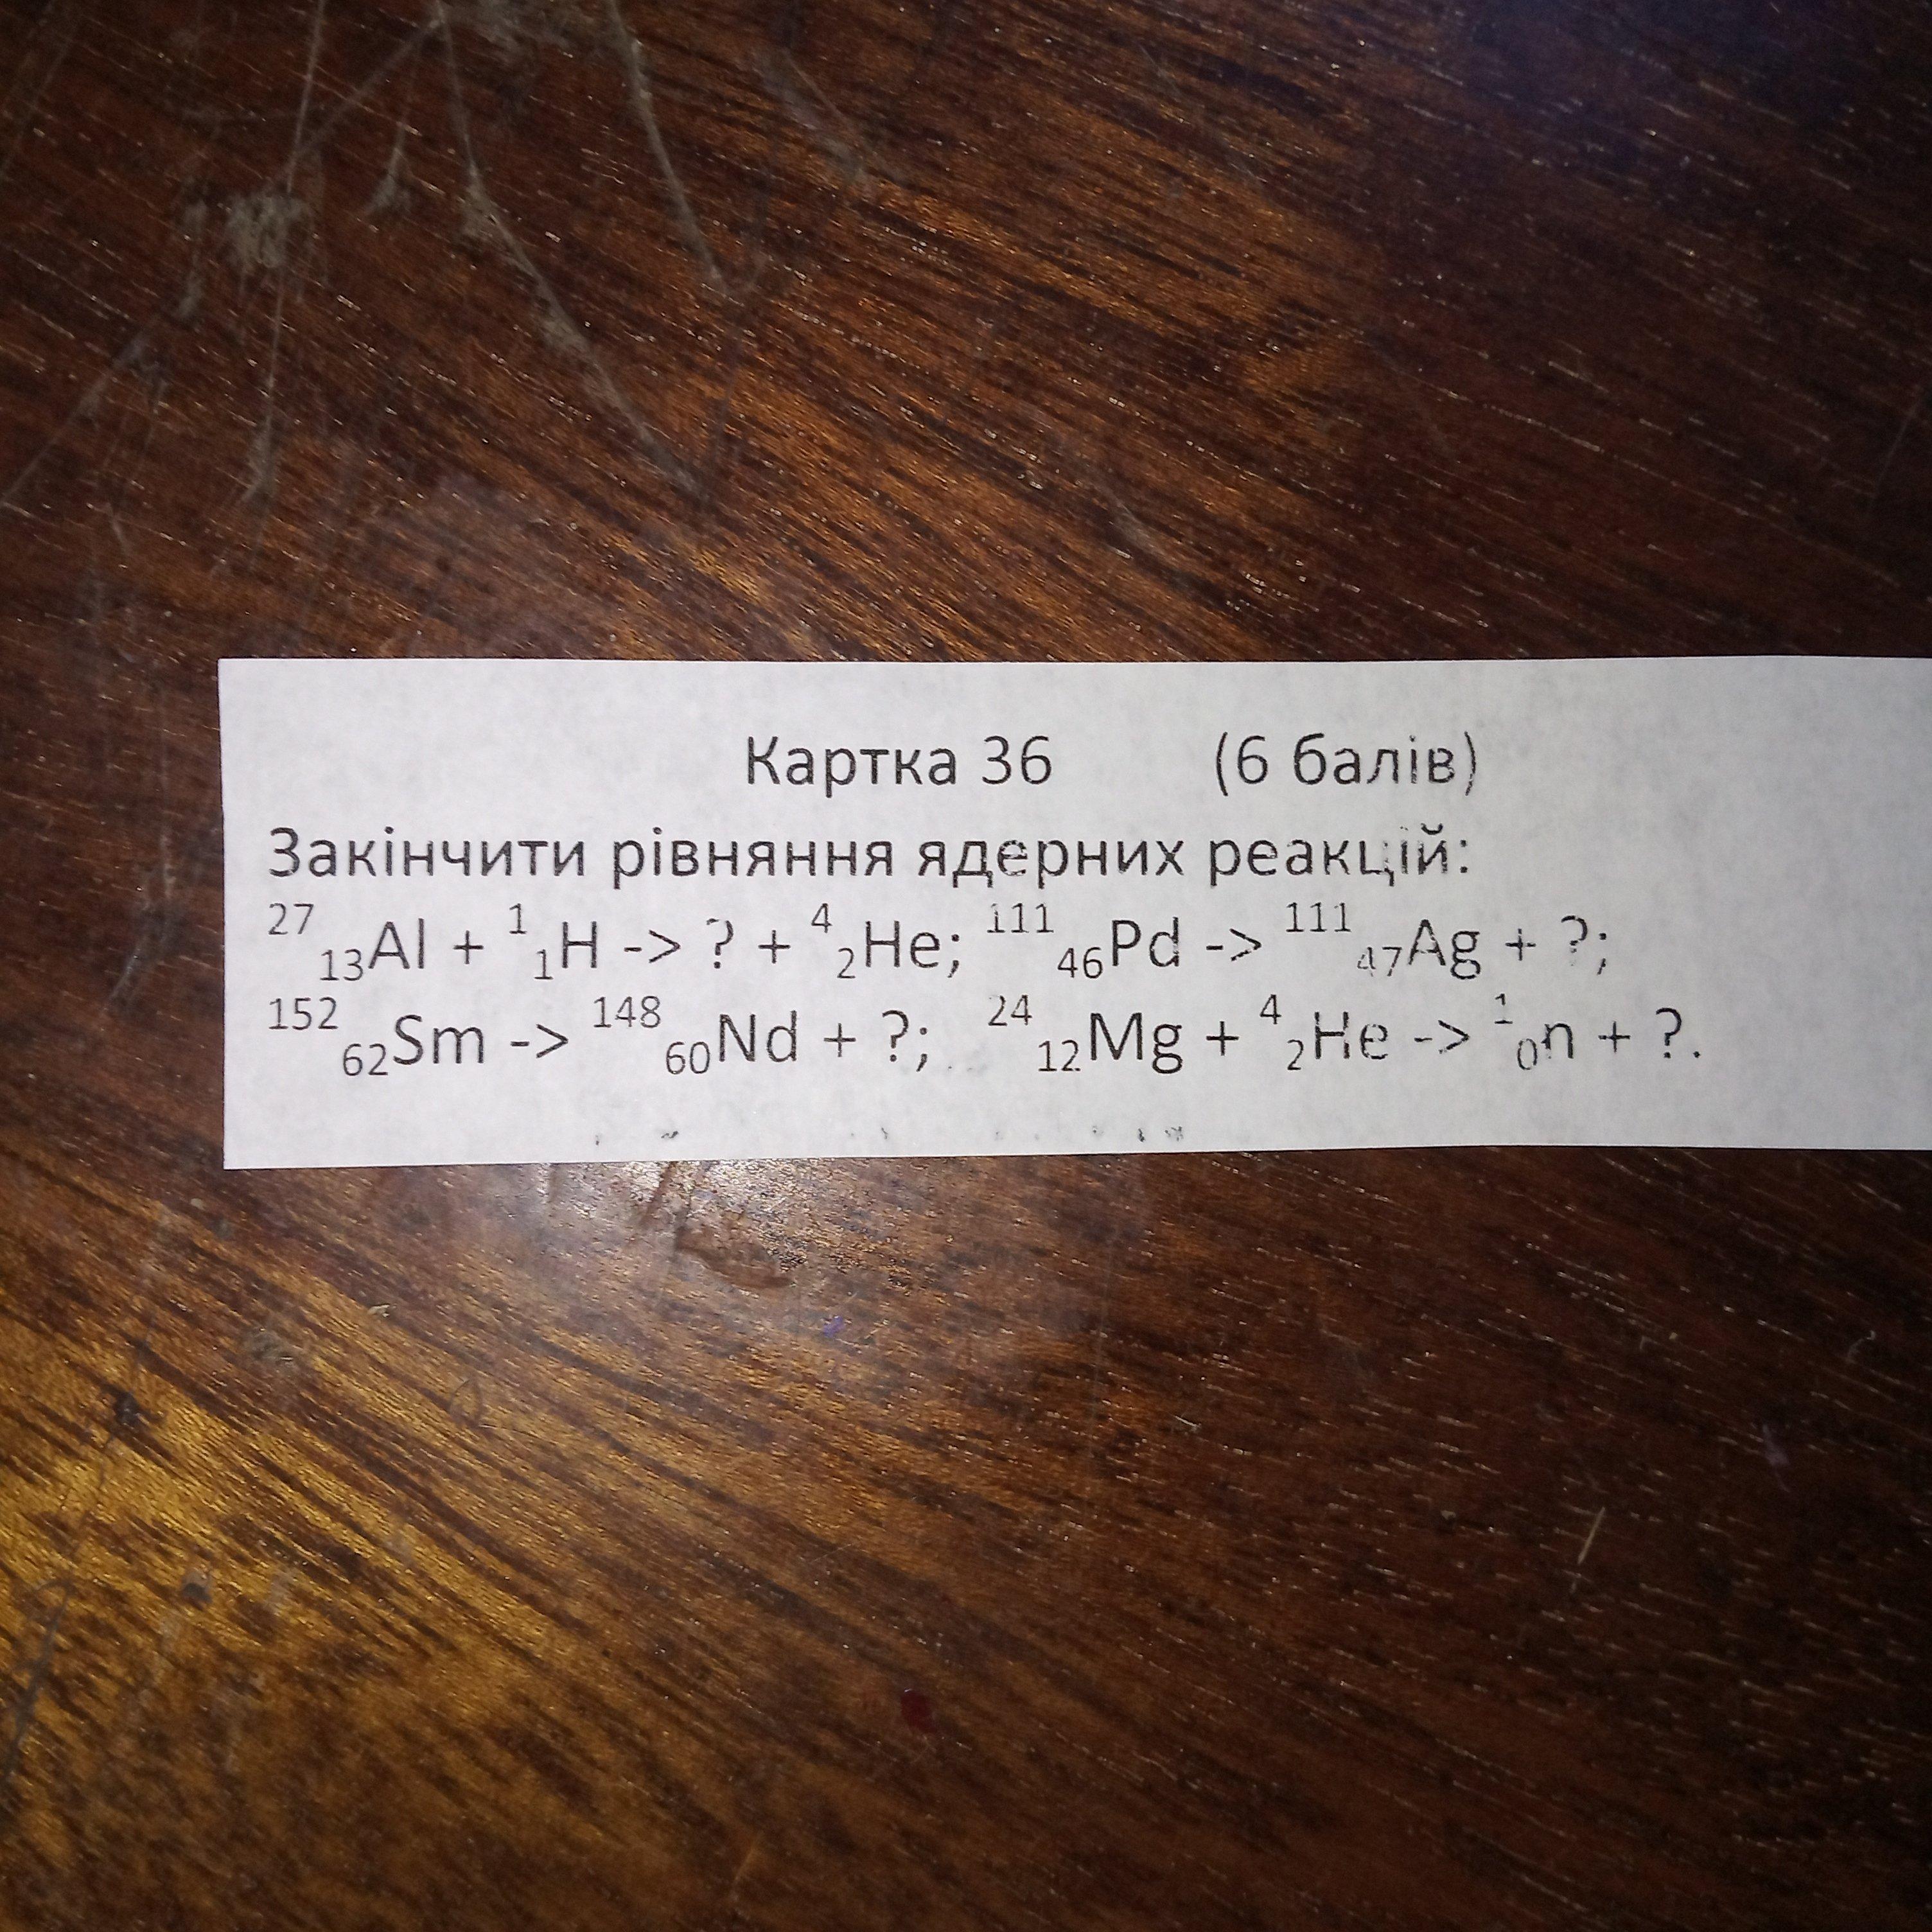 Картка 36 (6 балів)
Закінчити рівняння ядерних реакцій:
²⁷₁₃Al + ¹₁H -> ? + ⁴₂He; ¹¹¹₄₆Pd -> ¹¹¹₄₇Ag + ?;
¹⁵²₆₂Sm -> ¹⁴⁸₆₀Nd + ?; ²⁴₁₂Mg + ⁴₂He -> ¹₀n + ?.